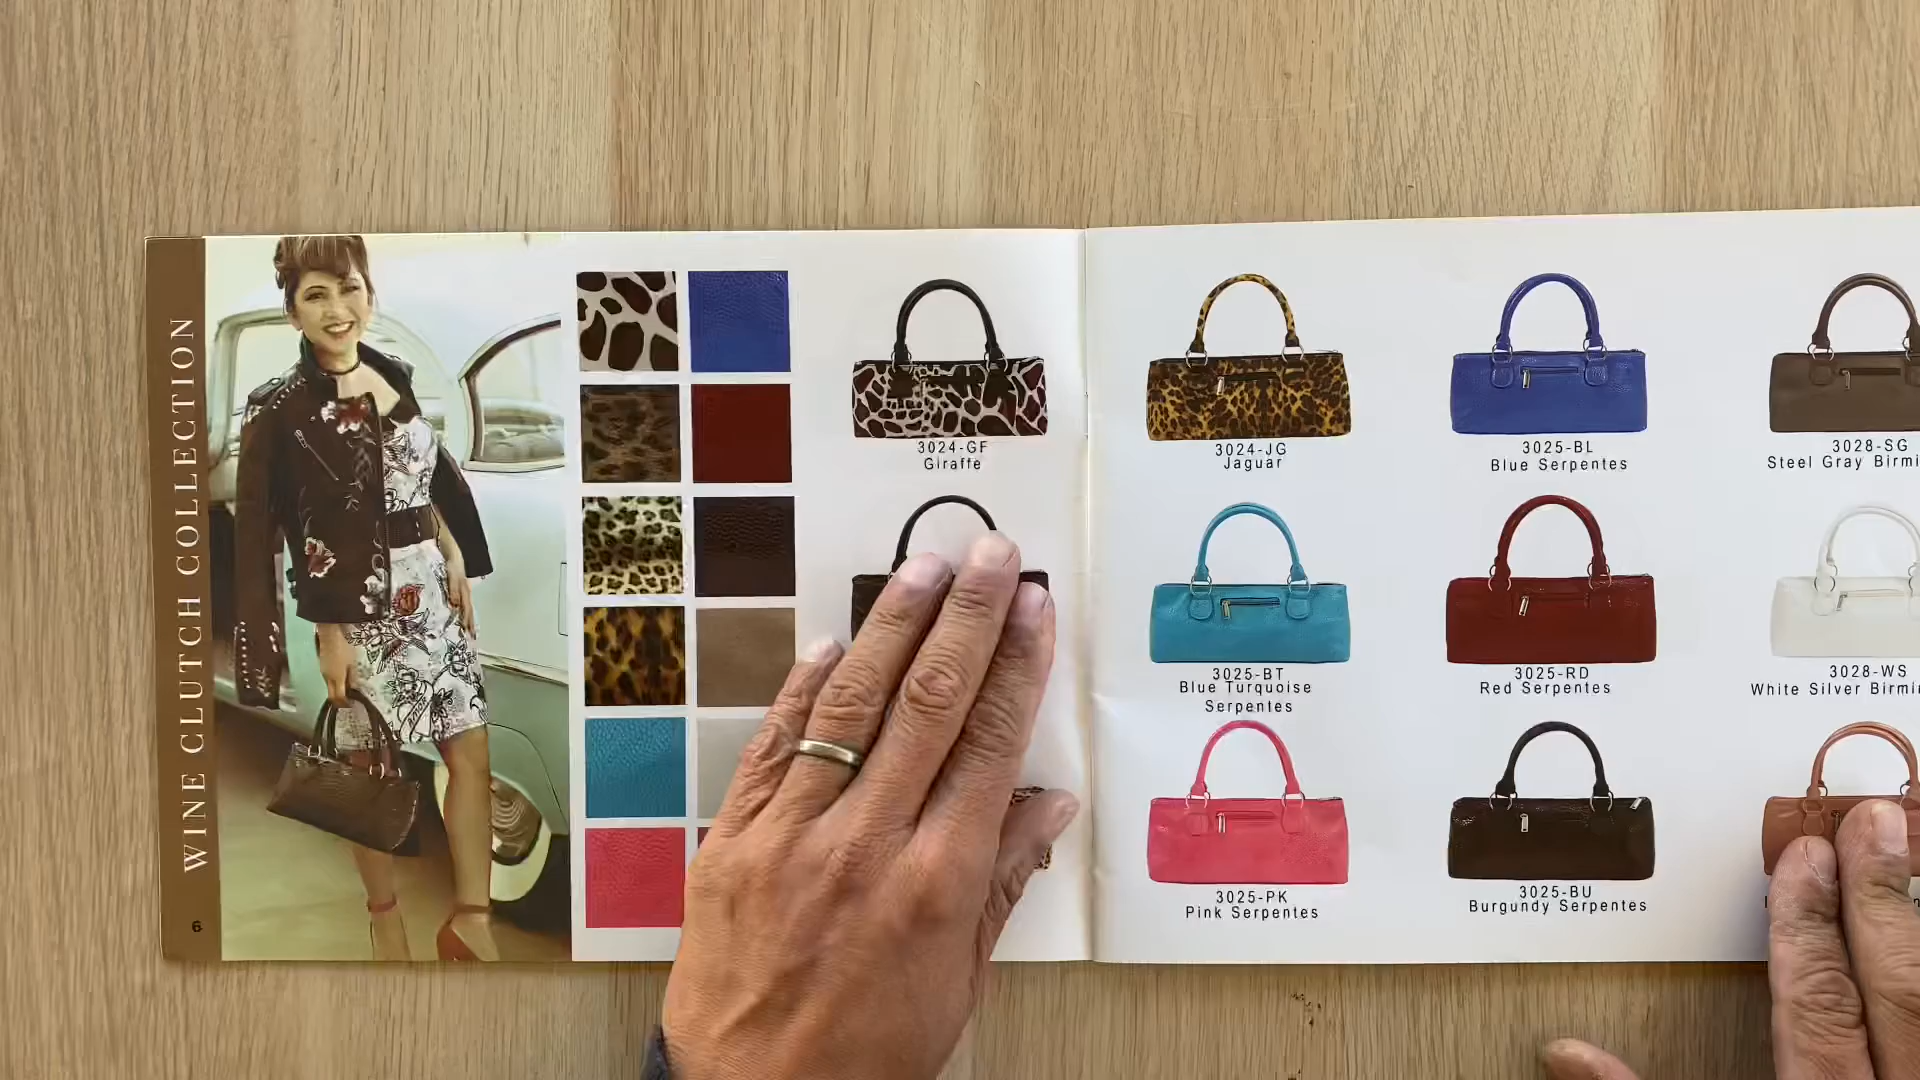 WINE CLUTCH COLLECTION
6
3024-GF
Giraffe
3024-JG
Jaguar
3025-BL
Blue Serpentes
3028-SG
Steel Gray
3025-BT
Blue Turquoise
Serpentes
3025-RD
Red Serpentes
3028-WS
White Silver
3025-PK
Pink Serpentes
3025-BU
Burgundy Serpentes